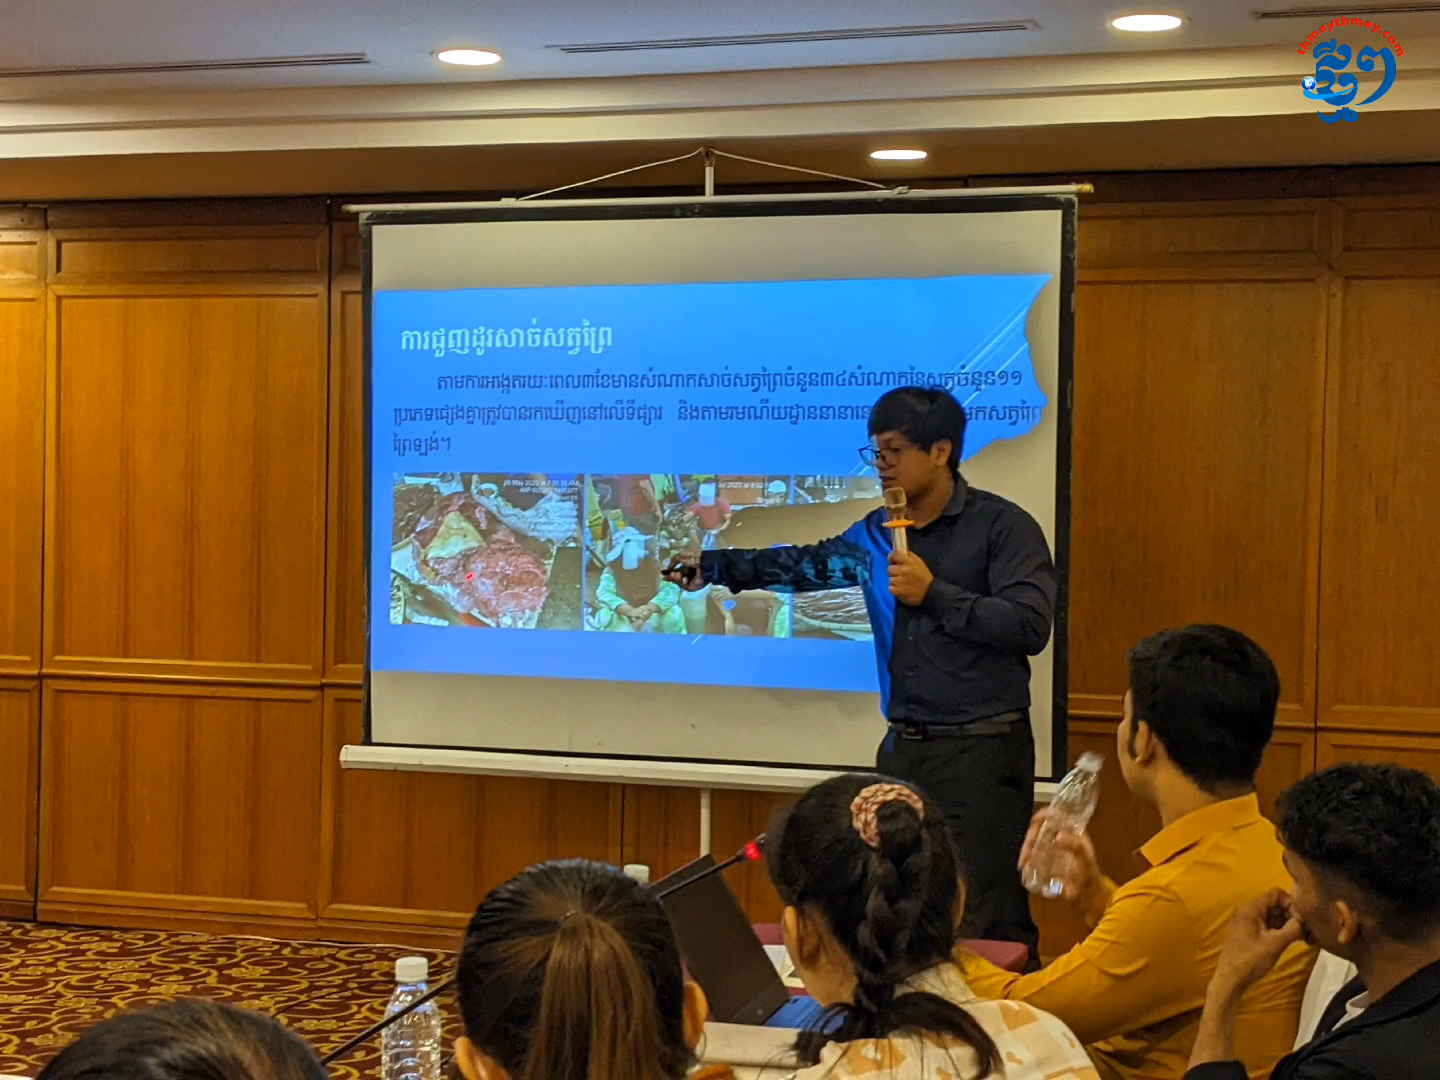 thmeythmey.com
ថ្មីៗ
ការជួញដូរសាច់សត្វព្រៃ
តាមការអង្កេតរយៈពេល៣ខែមានសំណាកសាច់សត្វព្រៃចំនួន៣៤សំណាកនៃសត្វចំនួន១១
ប្រភេទផ្សេងគ្នាត្រូវបានរកឃើញនៅលើទីផ្សារ និងតាមរមណីយដ្ឋាននានា
ព្រៃឡង់។